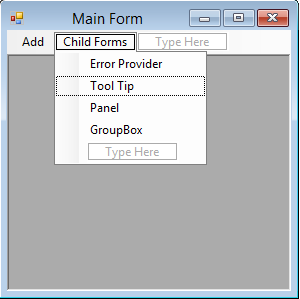 Main Form
Add Child Forms Type Here
Error Provider
Tool Tip
Panel
GroupBox
Type Here